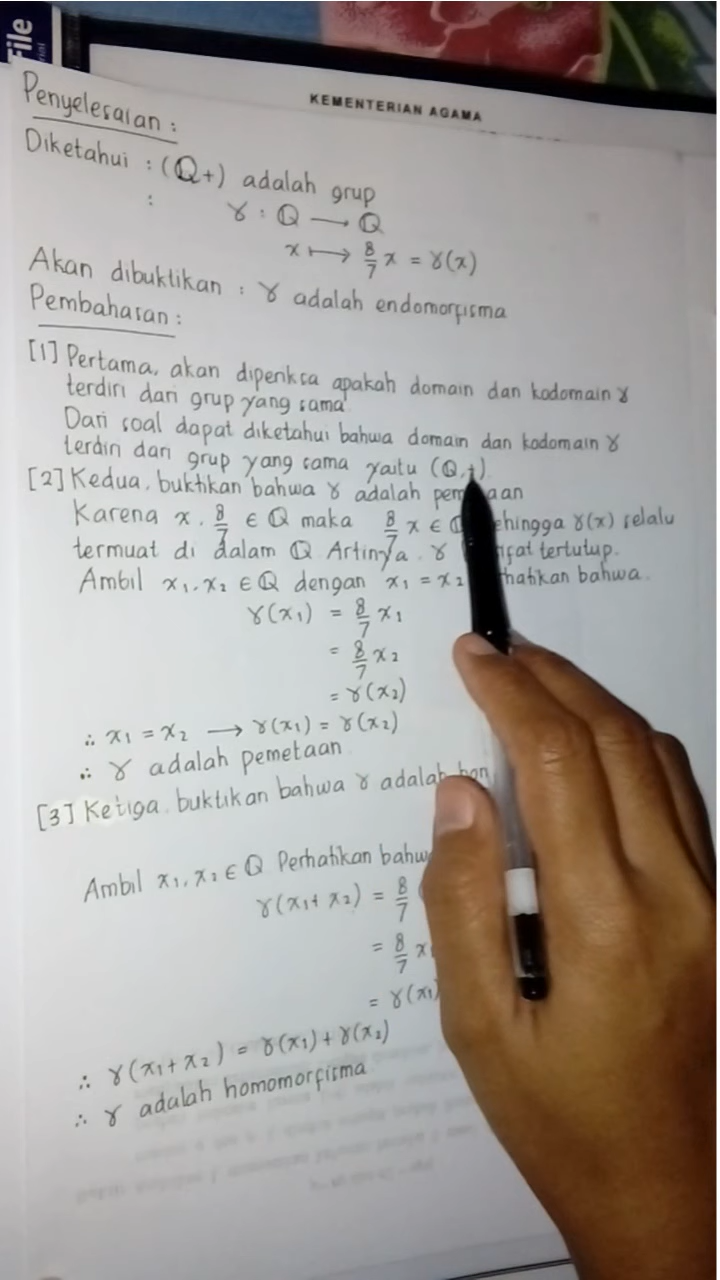 File
KEMENTERIAN AGAMA
Penyelesaian :
Diketahui : (Q+) adalah grup
: γ : Q ⟶ Q
x ⟼ 8/7 x = γ(x)
Akan dibuktikan : γ adalah endomorfisma
Pembahasan :
[1] Pertama, akan diperiksa apakah domain dan kodomain γ
terdiri dari grup yang sama
Dari soal dapat diketahui bahwa domain dan kodomain γ
terdiri dari grup yang sama yaitu (Q,+).
[2] Kedua, buktikan bahwa γ adalah
Karena x, 8/7 ∈ Q maka 8/7 x ∈ γ(x) selalu
termuat di dalam Q. Artinya γ tertutup.
Ambil x₁, x₂ ∈ Q dengan x₁ = x₂ bahwa.
γ(x₁) = 8/7 x₁
= 8/7 x₂
= γ(x₂)
∴ x₁ = x₂ ⟶ γ(x₁) = γ(x₂)
∴ γ adalah pemetaan
[3] Ketiga, buktikan bahwa γ adalah
Ambil x₁, x₂ ∈ Q Perhatikan
γ(x₁ + x₂) = 8/7
= 8/7 x
= γ(x₁)
∴ γ(x₁ + x₂) = γ(x₁) + γ(x₂)
∴ γ adalah homomorfisma